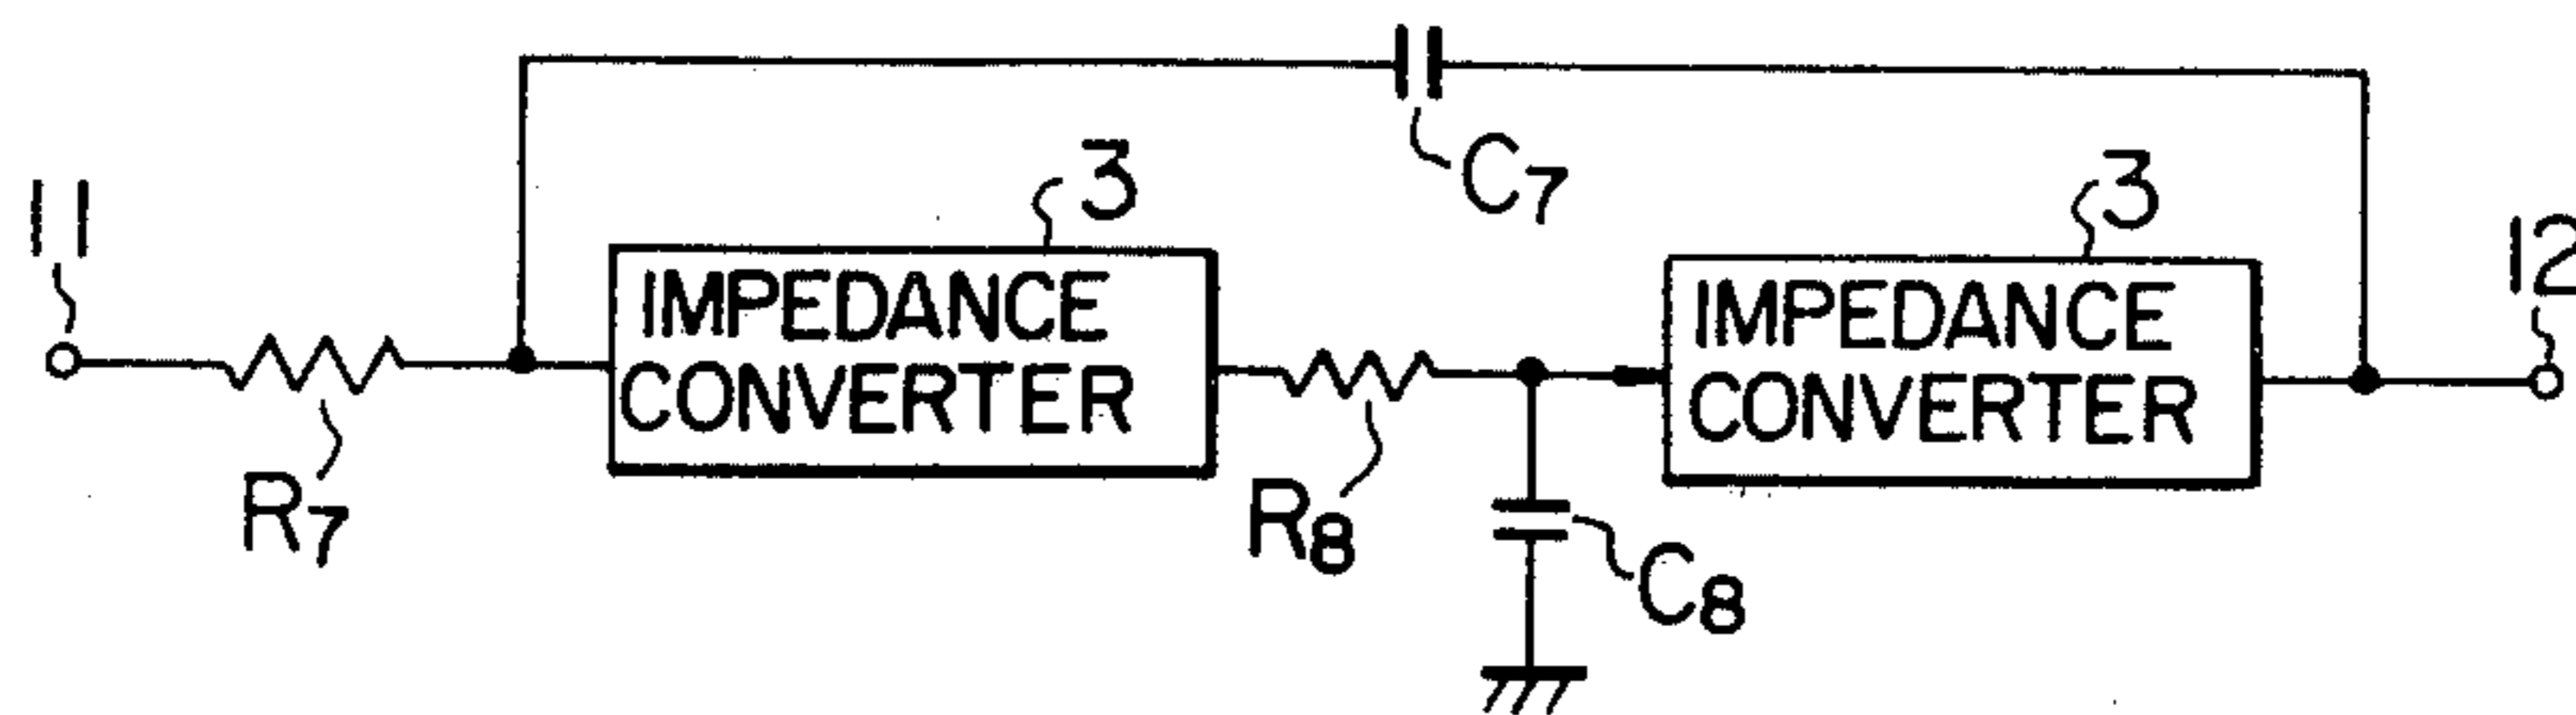 C7
3
3
11
12
IMPEDANCE
CONVERTER
IMPEDANCE
CONVERTER
R7
R8
C8